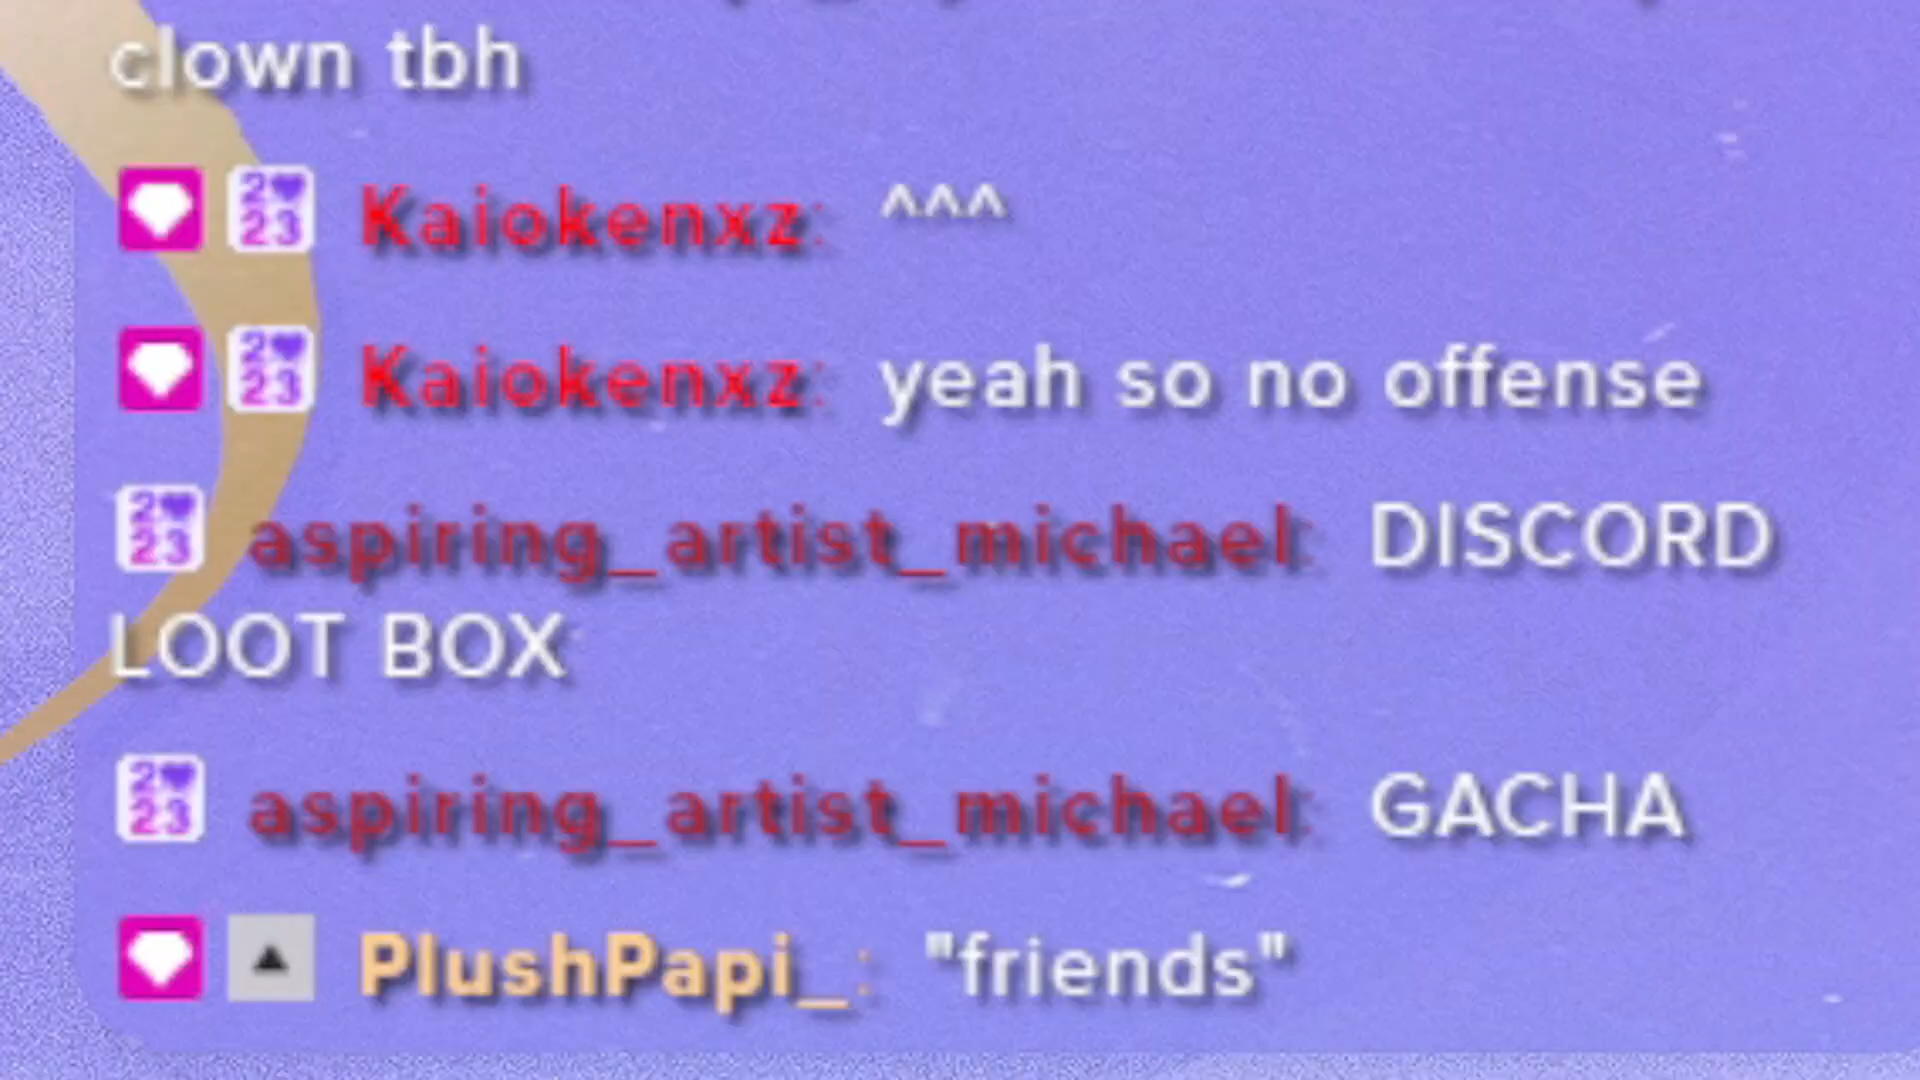 clown tbh
Kaiokenxz: ^^^
Kaiokenxz: yeah so no offense
aspiring_artist_michael: DISCORD
LOOT BOX
aspiring_artist_michael: GACHA
PlushPapi_: "friends"